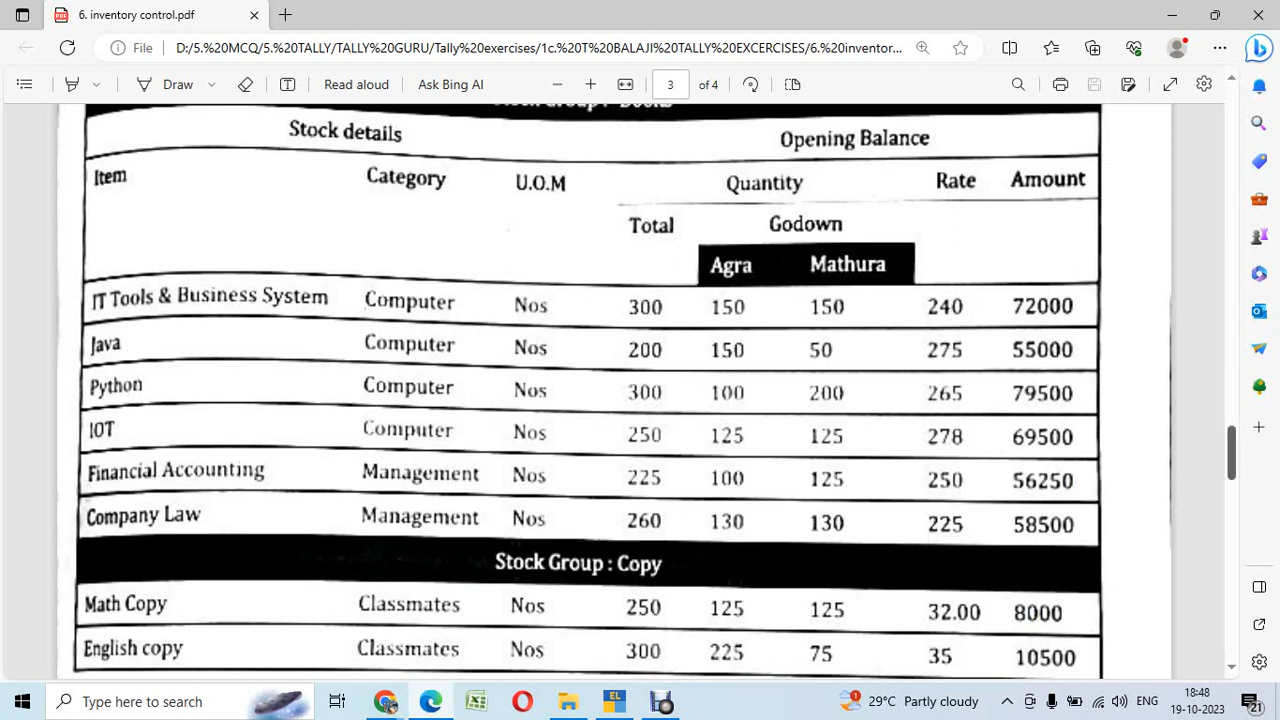 6. inventory control.pdf
File D:/5.%20MCQ/5.%20TALLY/TALLY%20GURU/Tally%20exercises/1c.%20T%20BALAJI%20TALLY%20EXCERCISES/6.%20inventor...
Draw Read aloud Ask Bing AI 3 of 4
Stock Group : Books
Stock details Opening Balance
Item Category U.O.M Quantity Rate Amount
Total Godown
Agra Mathura
IT Tools & Business System Computer Nos 300 150 150 240 72000
Java Computer Nos 200 150 50 275 55000
Python Computer Nos 300 100 200 265 79500
IOT Computer Nos 250 125 125 278 69500
Financial Accounting Management Nos 225 100 125 250 56250
Company Law Management Nos 260 130 130 225 58500
Stock Group : Copy
Math Copy Classmates Nos 250 125 125 32.00 8000
English copy Classmates Nos 300 225 75 35 10500
Type here to search EL 1 29°C Partly cloudy ENG 18:48
19-10-2023 21